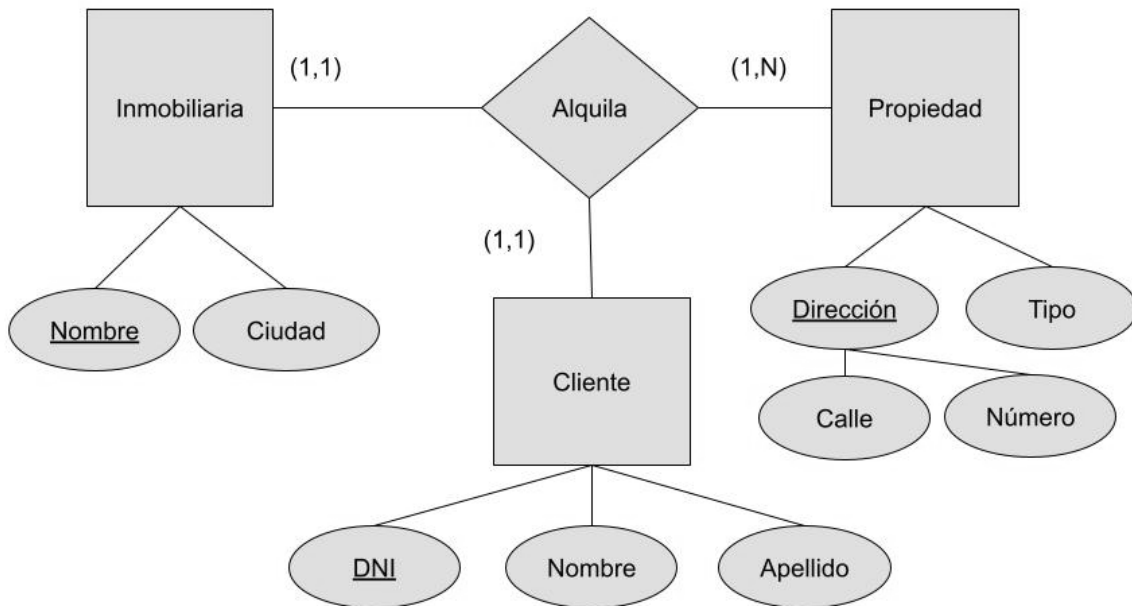 Inmobiliaria
(1,1)
Alquila
(1,N)
Propiedad
(1,1)
Nombre
Ciudad
Dirección
Tipo
Cliente
Calle
Número
DNI
Nombre
Apellido